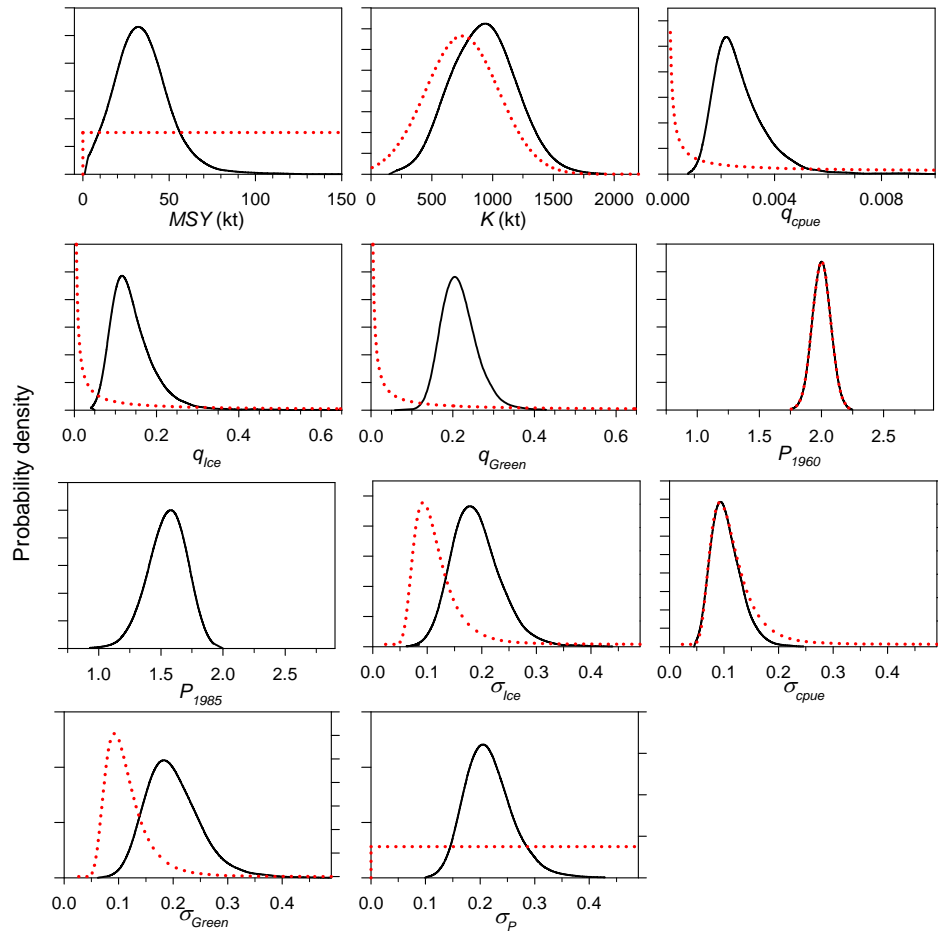 0 50 100 150
MSY (kt)
0 500 1000 1500 2000
K (kt)
0.000 0.004 0.008
q_cpue
0.0 0.2 0.4 0.6
q_Ice
0.0 0.2 0.4 0.6
q_Green
1.0 1.5 2.0 2.5
P_1960
Probability density
1.0 1.5 2.0 2.5
P_1985
0.0 0.1 0.2 0.3 0.4
σ_Ice
0.0 0.1 0.2 0.3 0.4
σ_cpue
0.0 0.1 0.2 0.3 0.4
σ_Green
0.0 0.1 0.2 0.3 0.4
σ_P